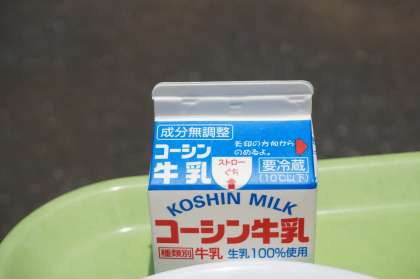 成分無調整
コーシン
牛乳
矢印の方向から
のめるよ。
ストロー
ぐち
要冷蔵
(10℃以下)
KOSHIN MILK
コーシン牛乳
種類別 牛乳 生乳100%使用